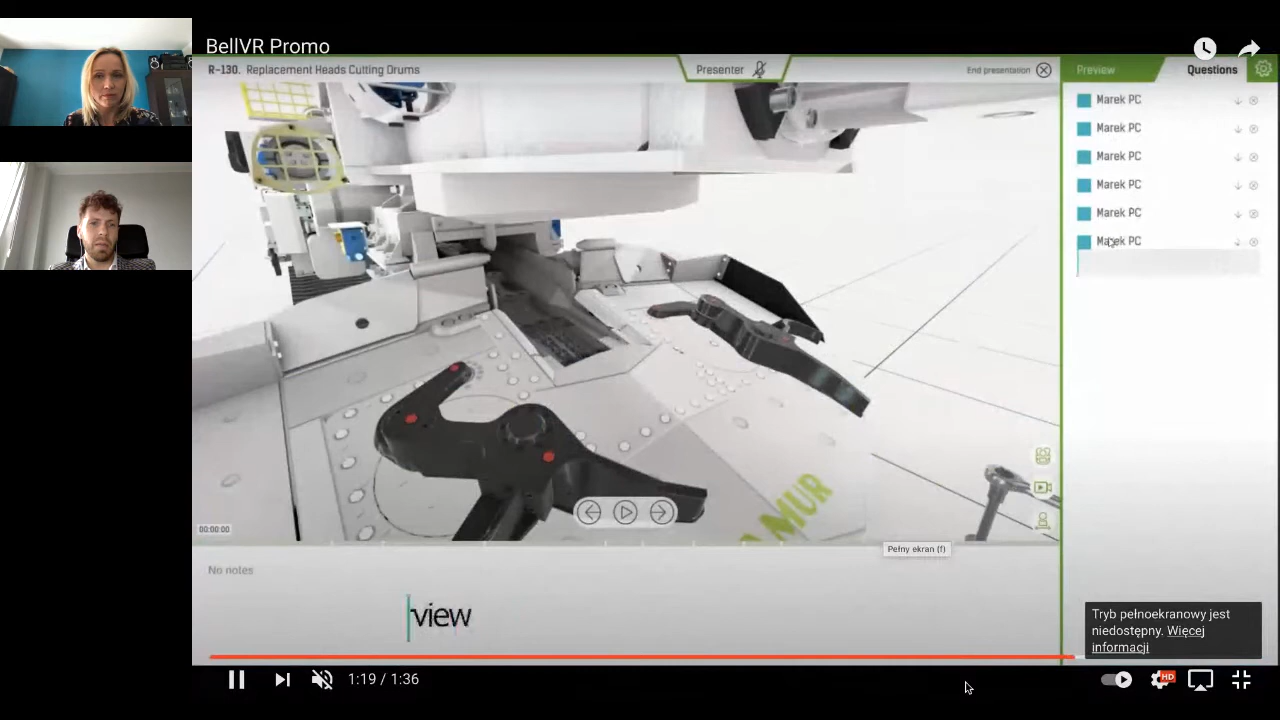 BellVR Promo
R-130. Replacement Heads Cutting Drums
Presenter
End presentation
Preview
Questions
Marek PC
Marek PC
Marek PC
Marek PC
Marek PC
Marek PC
AMUR
00:00:00
Pełny ekran (f)
No notes
view
Tryb pełnoekranowy jest
niedostępny. Więcej
informacji
1:19 / 1:36
HD